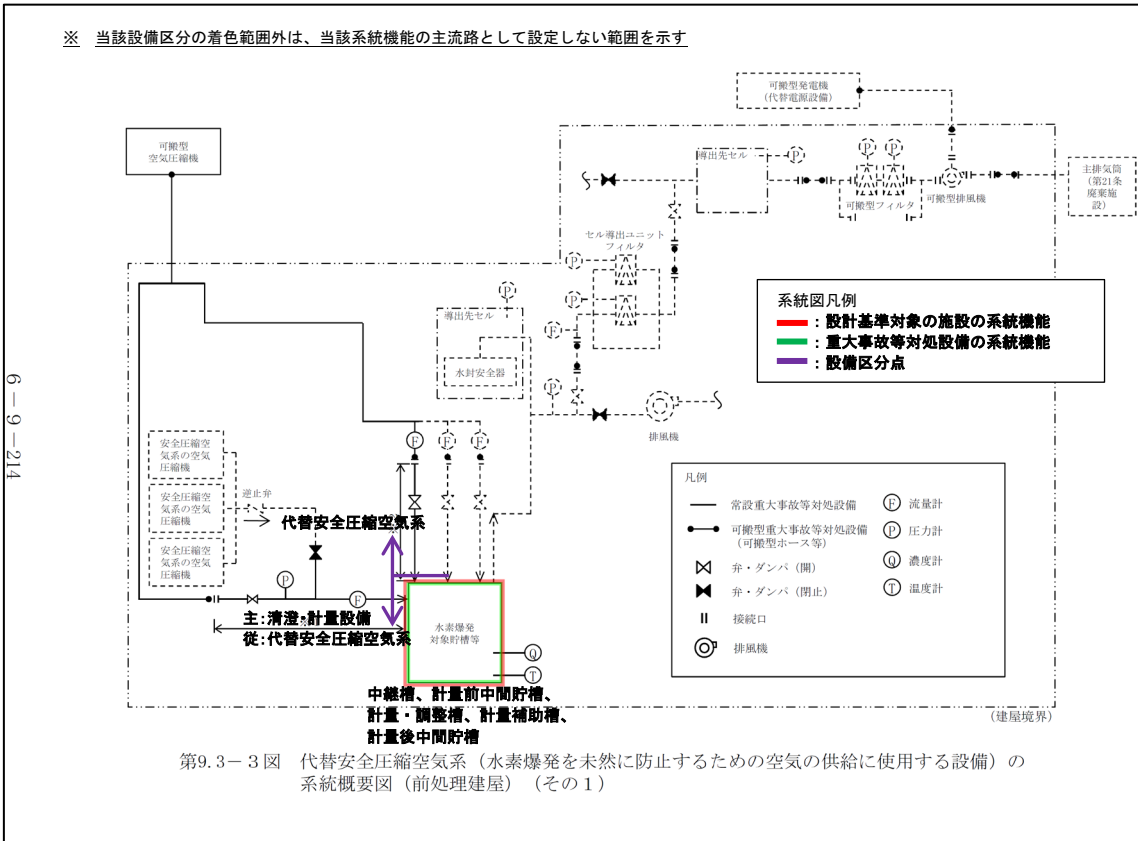 ※ 当該設備区分の着色範囲外は、当該系統機能の主流路として設定しない範囲を示す
可搬型発電機
(代替電源設備)
可搬型
空気圧縮機
導出先セル
P
P
P
可搬型フィルタ
可搬型排風機
主排気筒
(第21条
廃棄施
設)
セル導出ユニット
フィルタ
P
P
P
F
導出先セル
水封安全器
P
排風機
系統図凡例
:設計基準対象の施設の系統機能
:重大事故等対処設備の系統機能
:設備区分点
6-9-214
F
F
F
安全圧縮空
気系の空気
圧縮機
安全圧縮空
気系の空気
圧縮機
安全圧縮空
気系の空気
圧縮機
逆止弁
代替安全圧縮空気系
※
P
F
主:清澄・計量設備
※
従:代替安全圧縮空気系
水素爆発
対象貯槽等
Q
T
中継槽、計量前中間貯槽、
計量・調整槽、計量補助槽、
計量後中間貯槽
凡例
常設重大事故等対処設備
可搬型重大事故等対処設備
(可搬型ホース等)
弁・ダンパ(開)
弁・ダンパ(閉止)
接続口
排風機
F 流量計
P 圧力計
Q 濃度計
T 温度計
(建屋境界)
第9.3-3図 代替安全圧縮空気系(水素爆発を未然に防止するための空気の供給に使用する設備)の
系統概要図(前処理建屋)(その1)